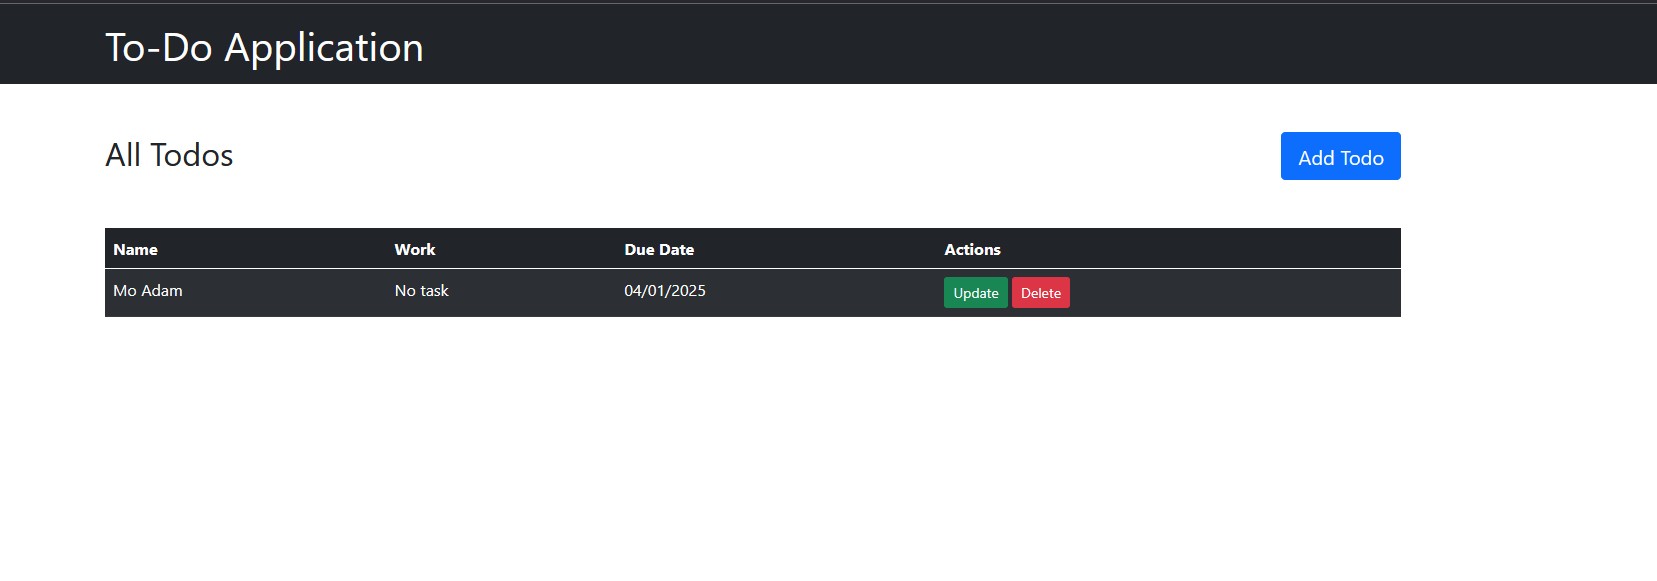 To-Do Application
All Todos
Add Todo
Name Work Due Date Actions
Mo Adam No task 04/01/2025 Update Delete